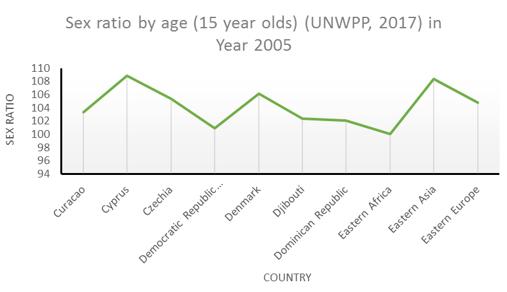 Sex ratio by age (15 year olds) (UNWPP, 2017) in
Year 2005
SEX RATIO
110
108
106
104
102
100
98
96
94
Curacao
Cyprus
Czechia
Democratic Republic...
Denmark
Djibouti
Dominican Republic
Eastern Africa
Eastern Asia
Eastern Europe
COUNTRY